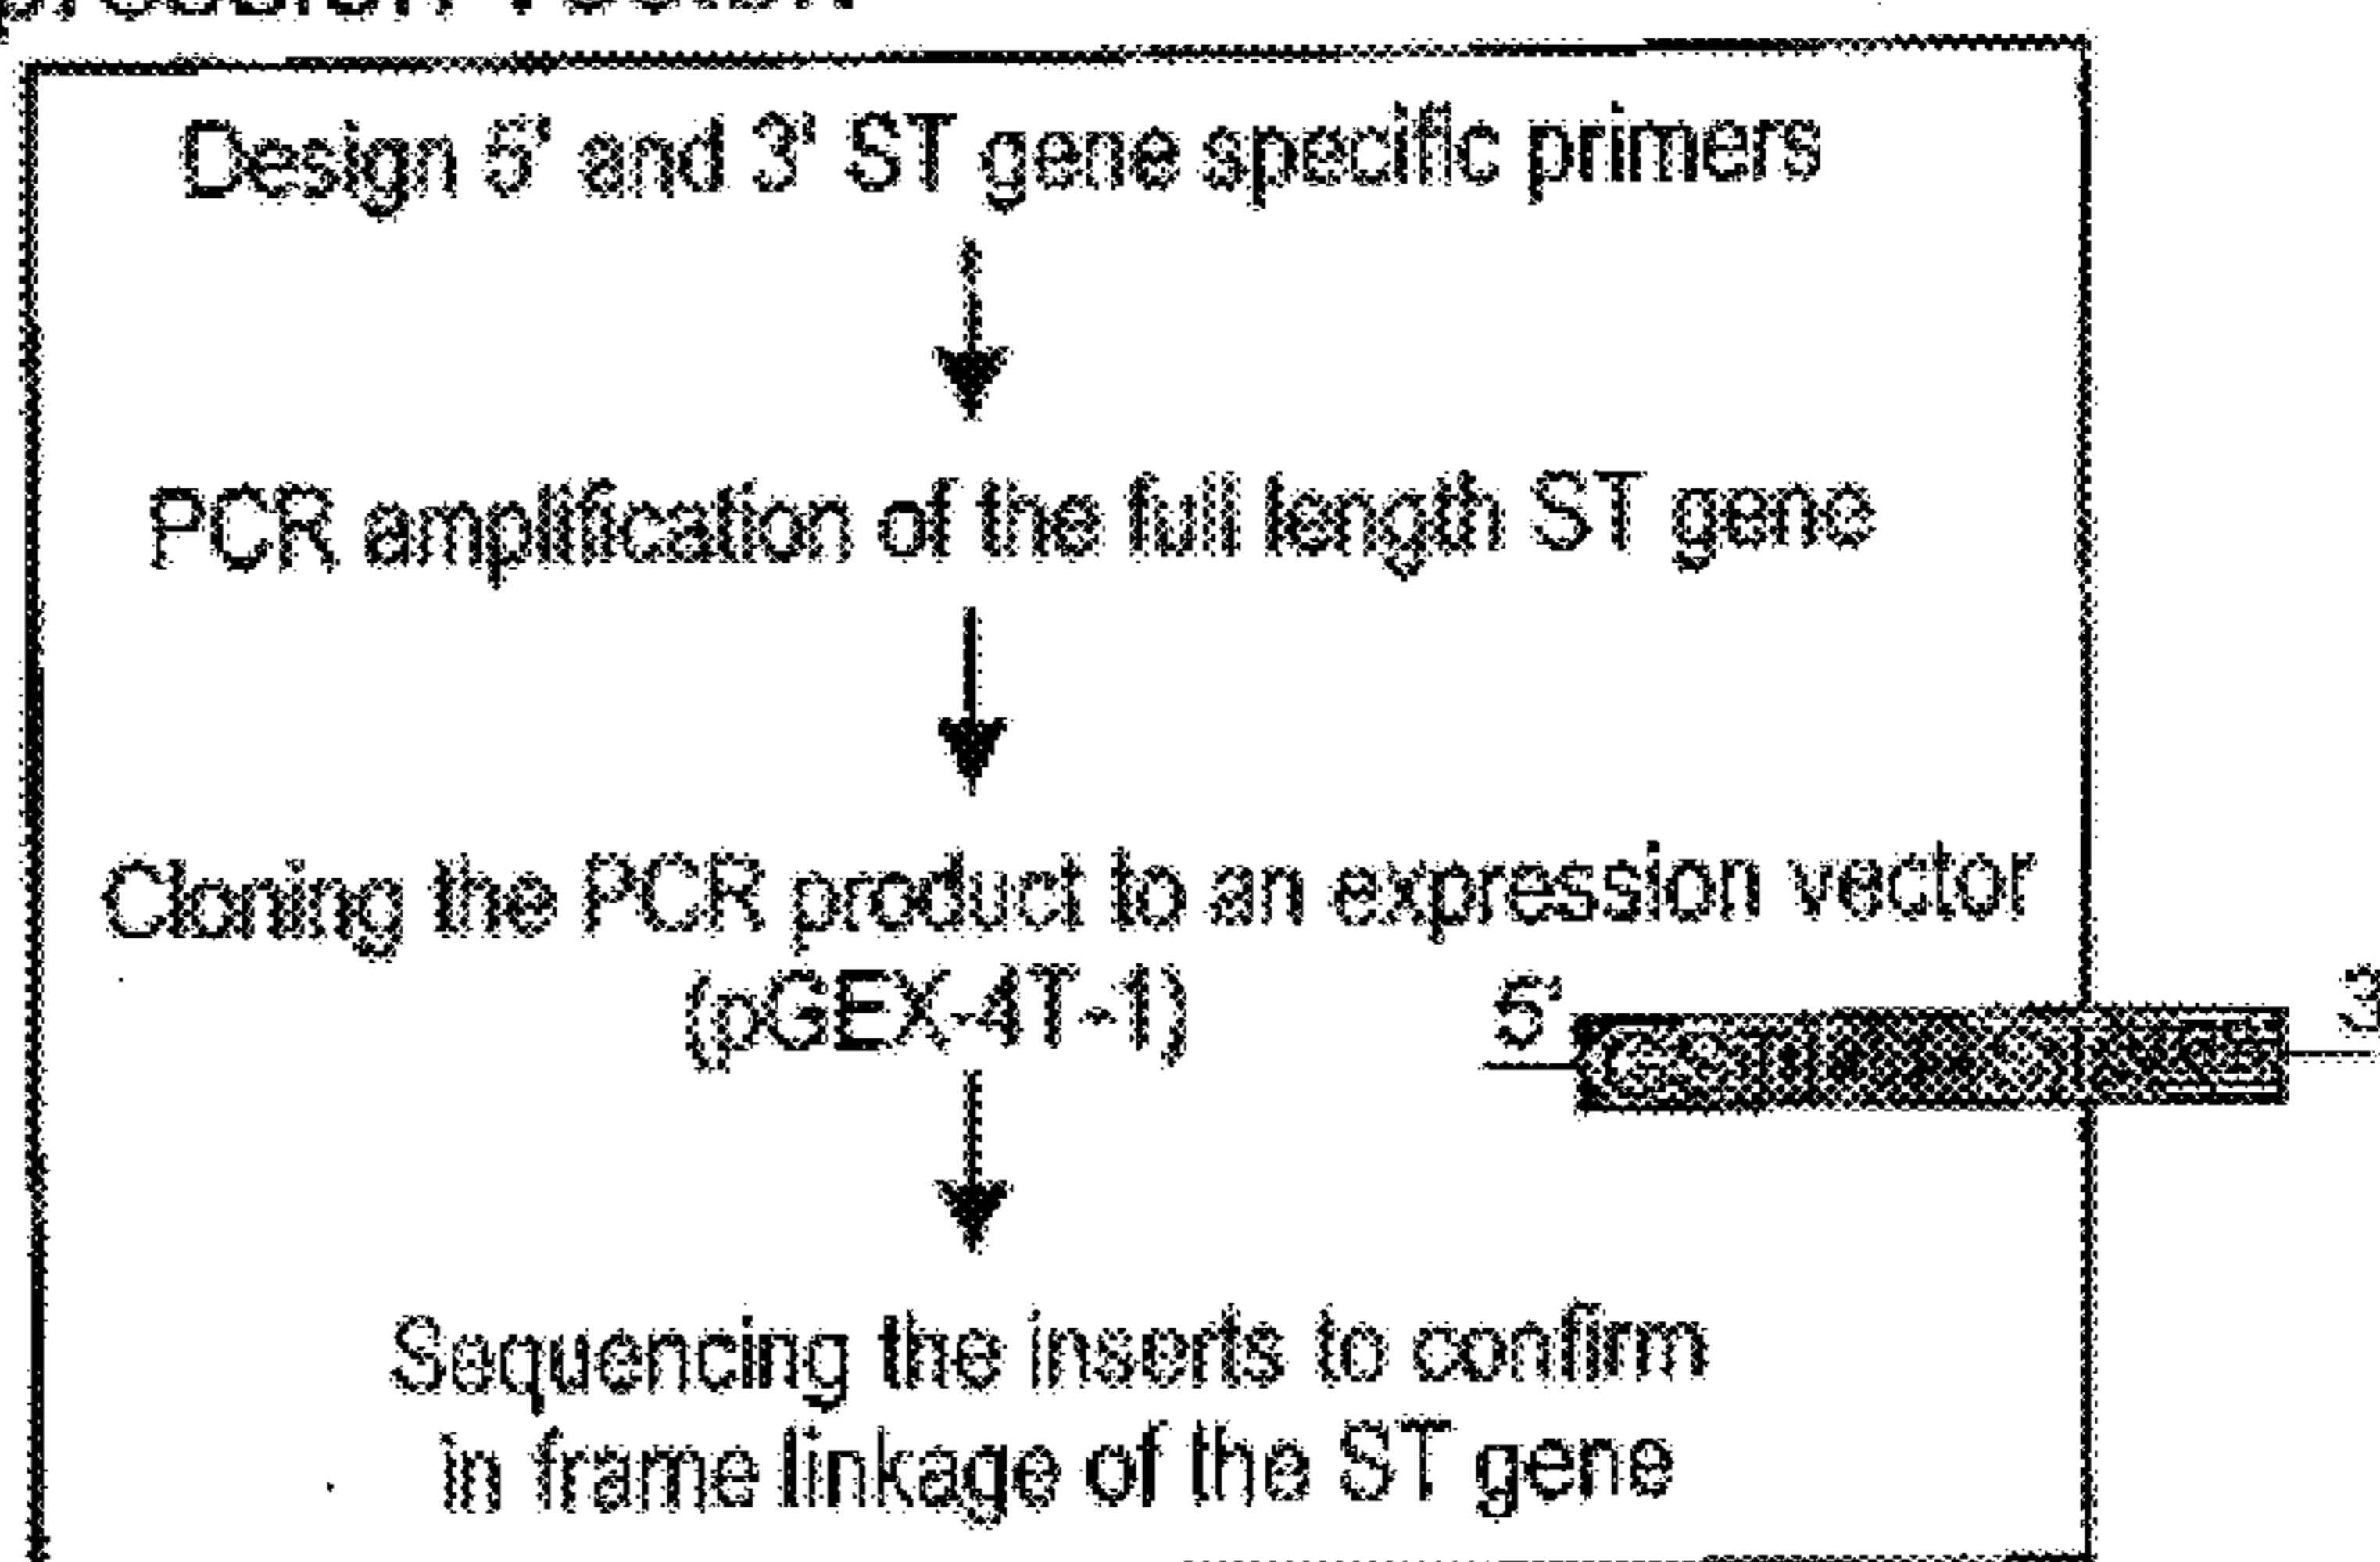 Design 5' and 3' ST gene specific primers
PCR amplification of the full length ST gene
Cloning the PCR product to an expression vector
(pGEX-4T-1)
5'
3
Sequencing the inserts to confirm
in frame linkage of the ST gene